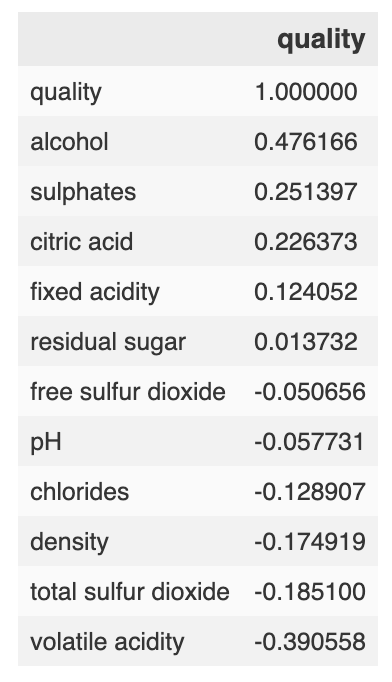 quality
quality 1.000000
alcohol 0.476166
sulphates 0.251397
citric acid 0.226373
fixed acidity 0.124052
residual sugar 0.013732
free sulfur dioxide -0.050656
pH -0.057731
chlorides -0.128907
density -0.174919
total sulfur dioxide -0.185100
volatile acidity -0.390558